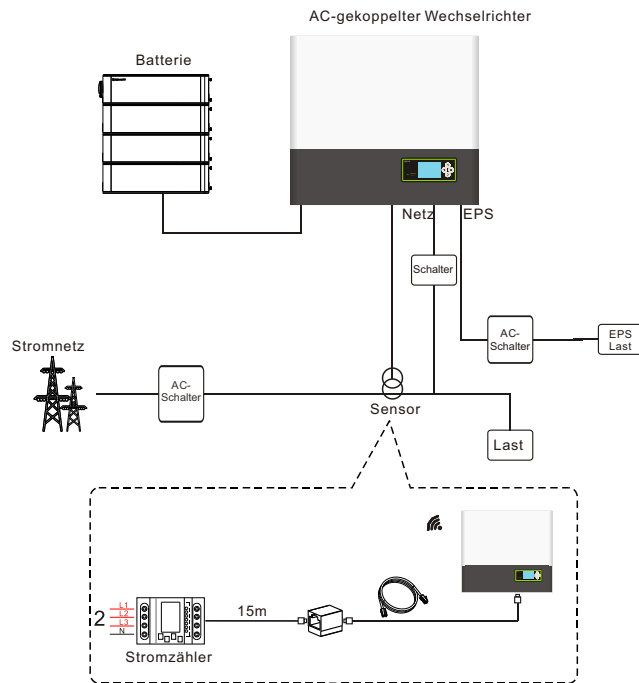 AC-gekoppelter Wechselrichter
Batterie
Netz
EPS
Schalter
AC-
Schalter
EPS
Last
Stromnetz
AC-
Schalter
Sensor
Last
L1
L2
L3
N
2
15m
Stromzähler